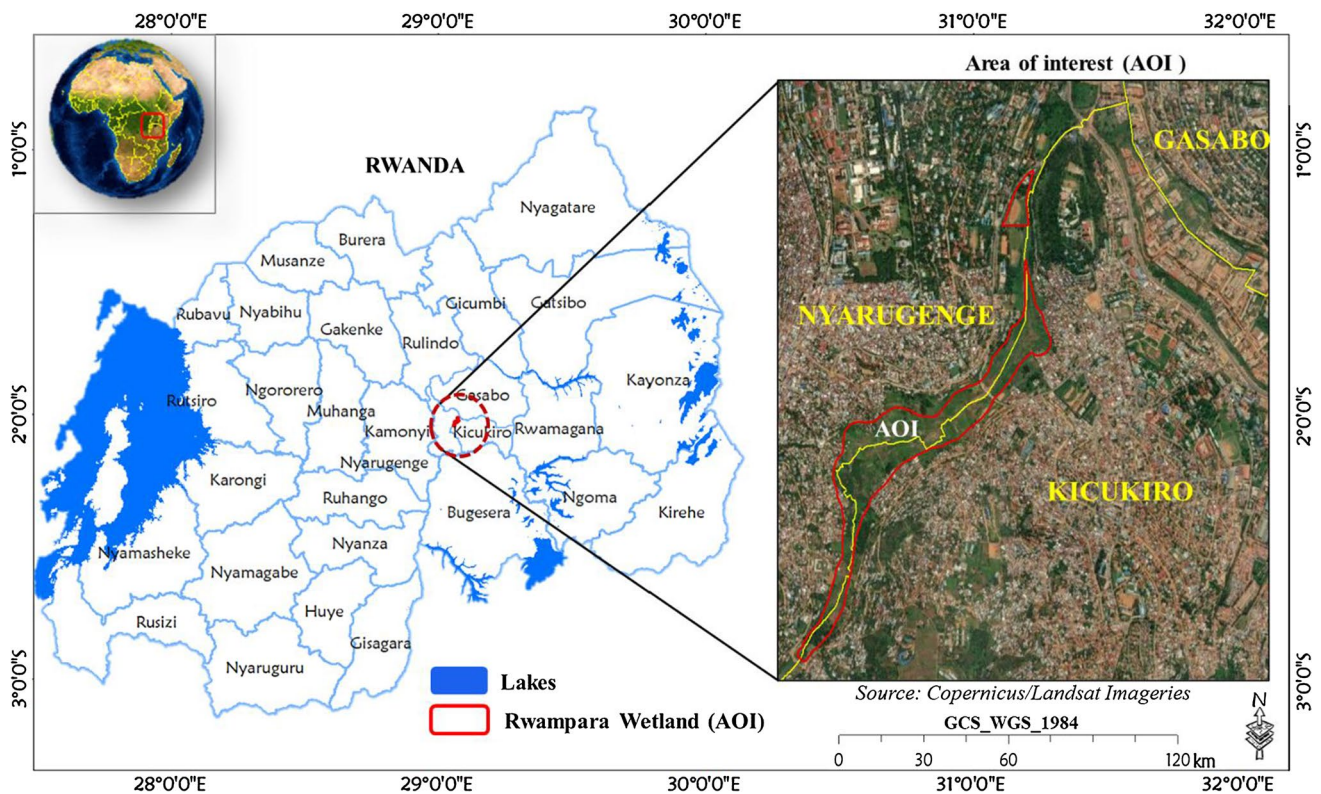 28°0'0"E 29°0'0"E 30°0'0"E 31°0'0"E 32°0'0"E
Area of interest (AOI )
1°0'0"S
1°0'0"S
GASABO
RWANDA
Nyagatare
Burera
Musanze
Gicumbi
Gatsibo
Rubavu
Nyabihu
Gakenke
NYARUGENGE
Rulindo
Kayonza
Ngororero
Gasabo
Rutsiro
Muhanga
2°0'0"S
2°0'0"S
Kamonyi
Kicukiro
Rwamagana
AOI
Nyarugenge
Karongi
KICUKIRO
Ruhango
Ngoma
Bugesera
Kirehe
Nyanza
Nyamasheke
Nyamagabe
Huye
Rusizi
Gisagara
Nyaruguru
3°0'0"S
3°0'0"S
Lakes
Rwampara Wetland (AOI)
Source: Copernicus/Landsat Imageries
N
GCS_WGS_1984
0 30 60 120 km
28°0'0"E 29°0'0"E 30°0'0"E 31°0'0"E 32°0'0"E